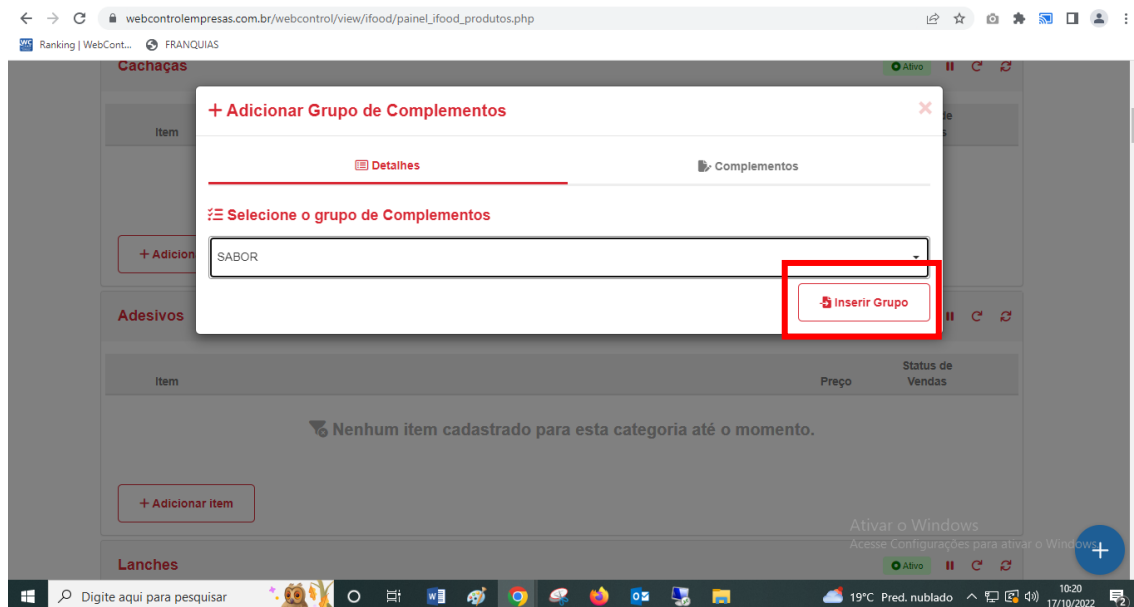 webcontrolempresas.com.br/webcontrol/view/ifood/painel_ifood_produtos.php
Ranking | WebCont... FRANQUIAS
Cachaças Ativo
+ Adicionar Grupo de Complementos ×
Item
Detalhes Complementos
Selecione o grupo de Complementos
+ Adicion
SABOR
Inserir Grupo
Adesivos
Item Preço Status de
Vendas
Nenhum item cadastrado para esta categoria até o momento.
+ Adicionar item
Ativar o Windows
Acesse Configurações para ativar o Windows.
Lanches Ativo
Digite aqui para pesquisar 19°C Pred. nublado 10:20
17/10/2022 2